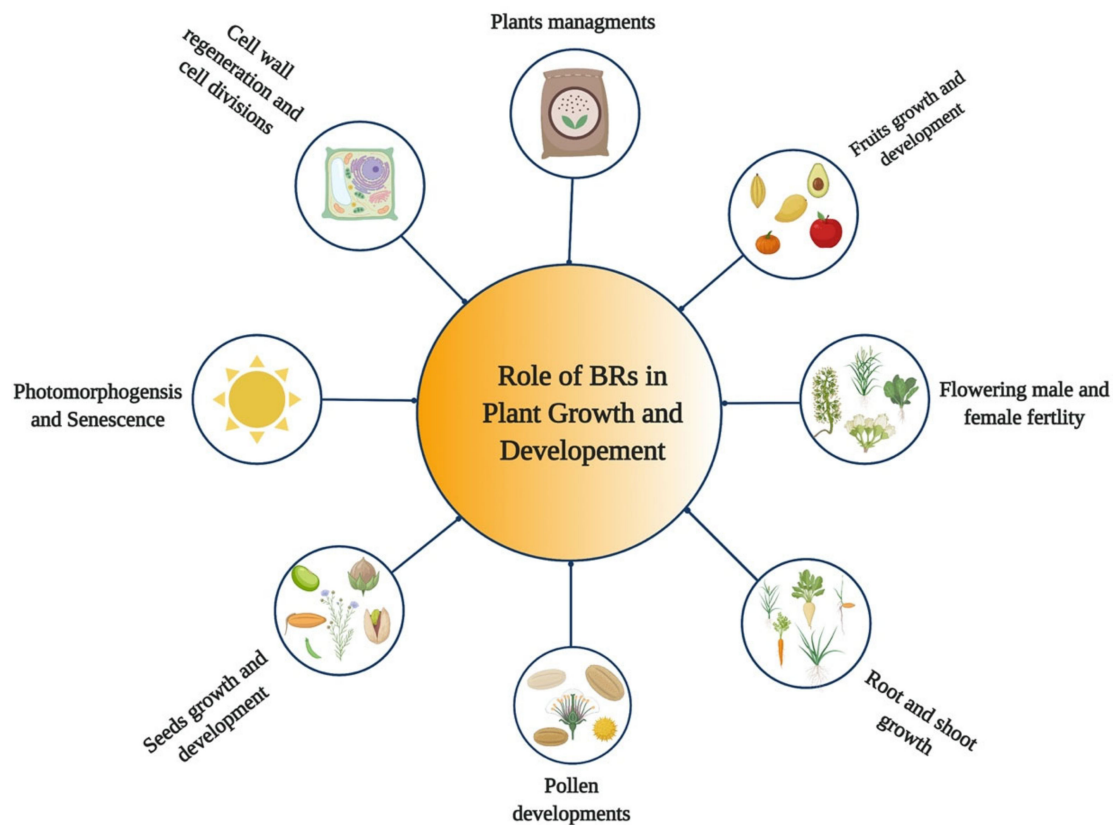 Plants managments
Cell wall
regeneration and
cell divisions
Fruits growth and
development
Role of BRs in
Plant Growth and
Developement
Photomorphogensis
and Senescence
Flowering male and
female fertlity
Seeds growth and
development
Root and shoot
growth
Pollen
developments